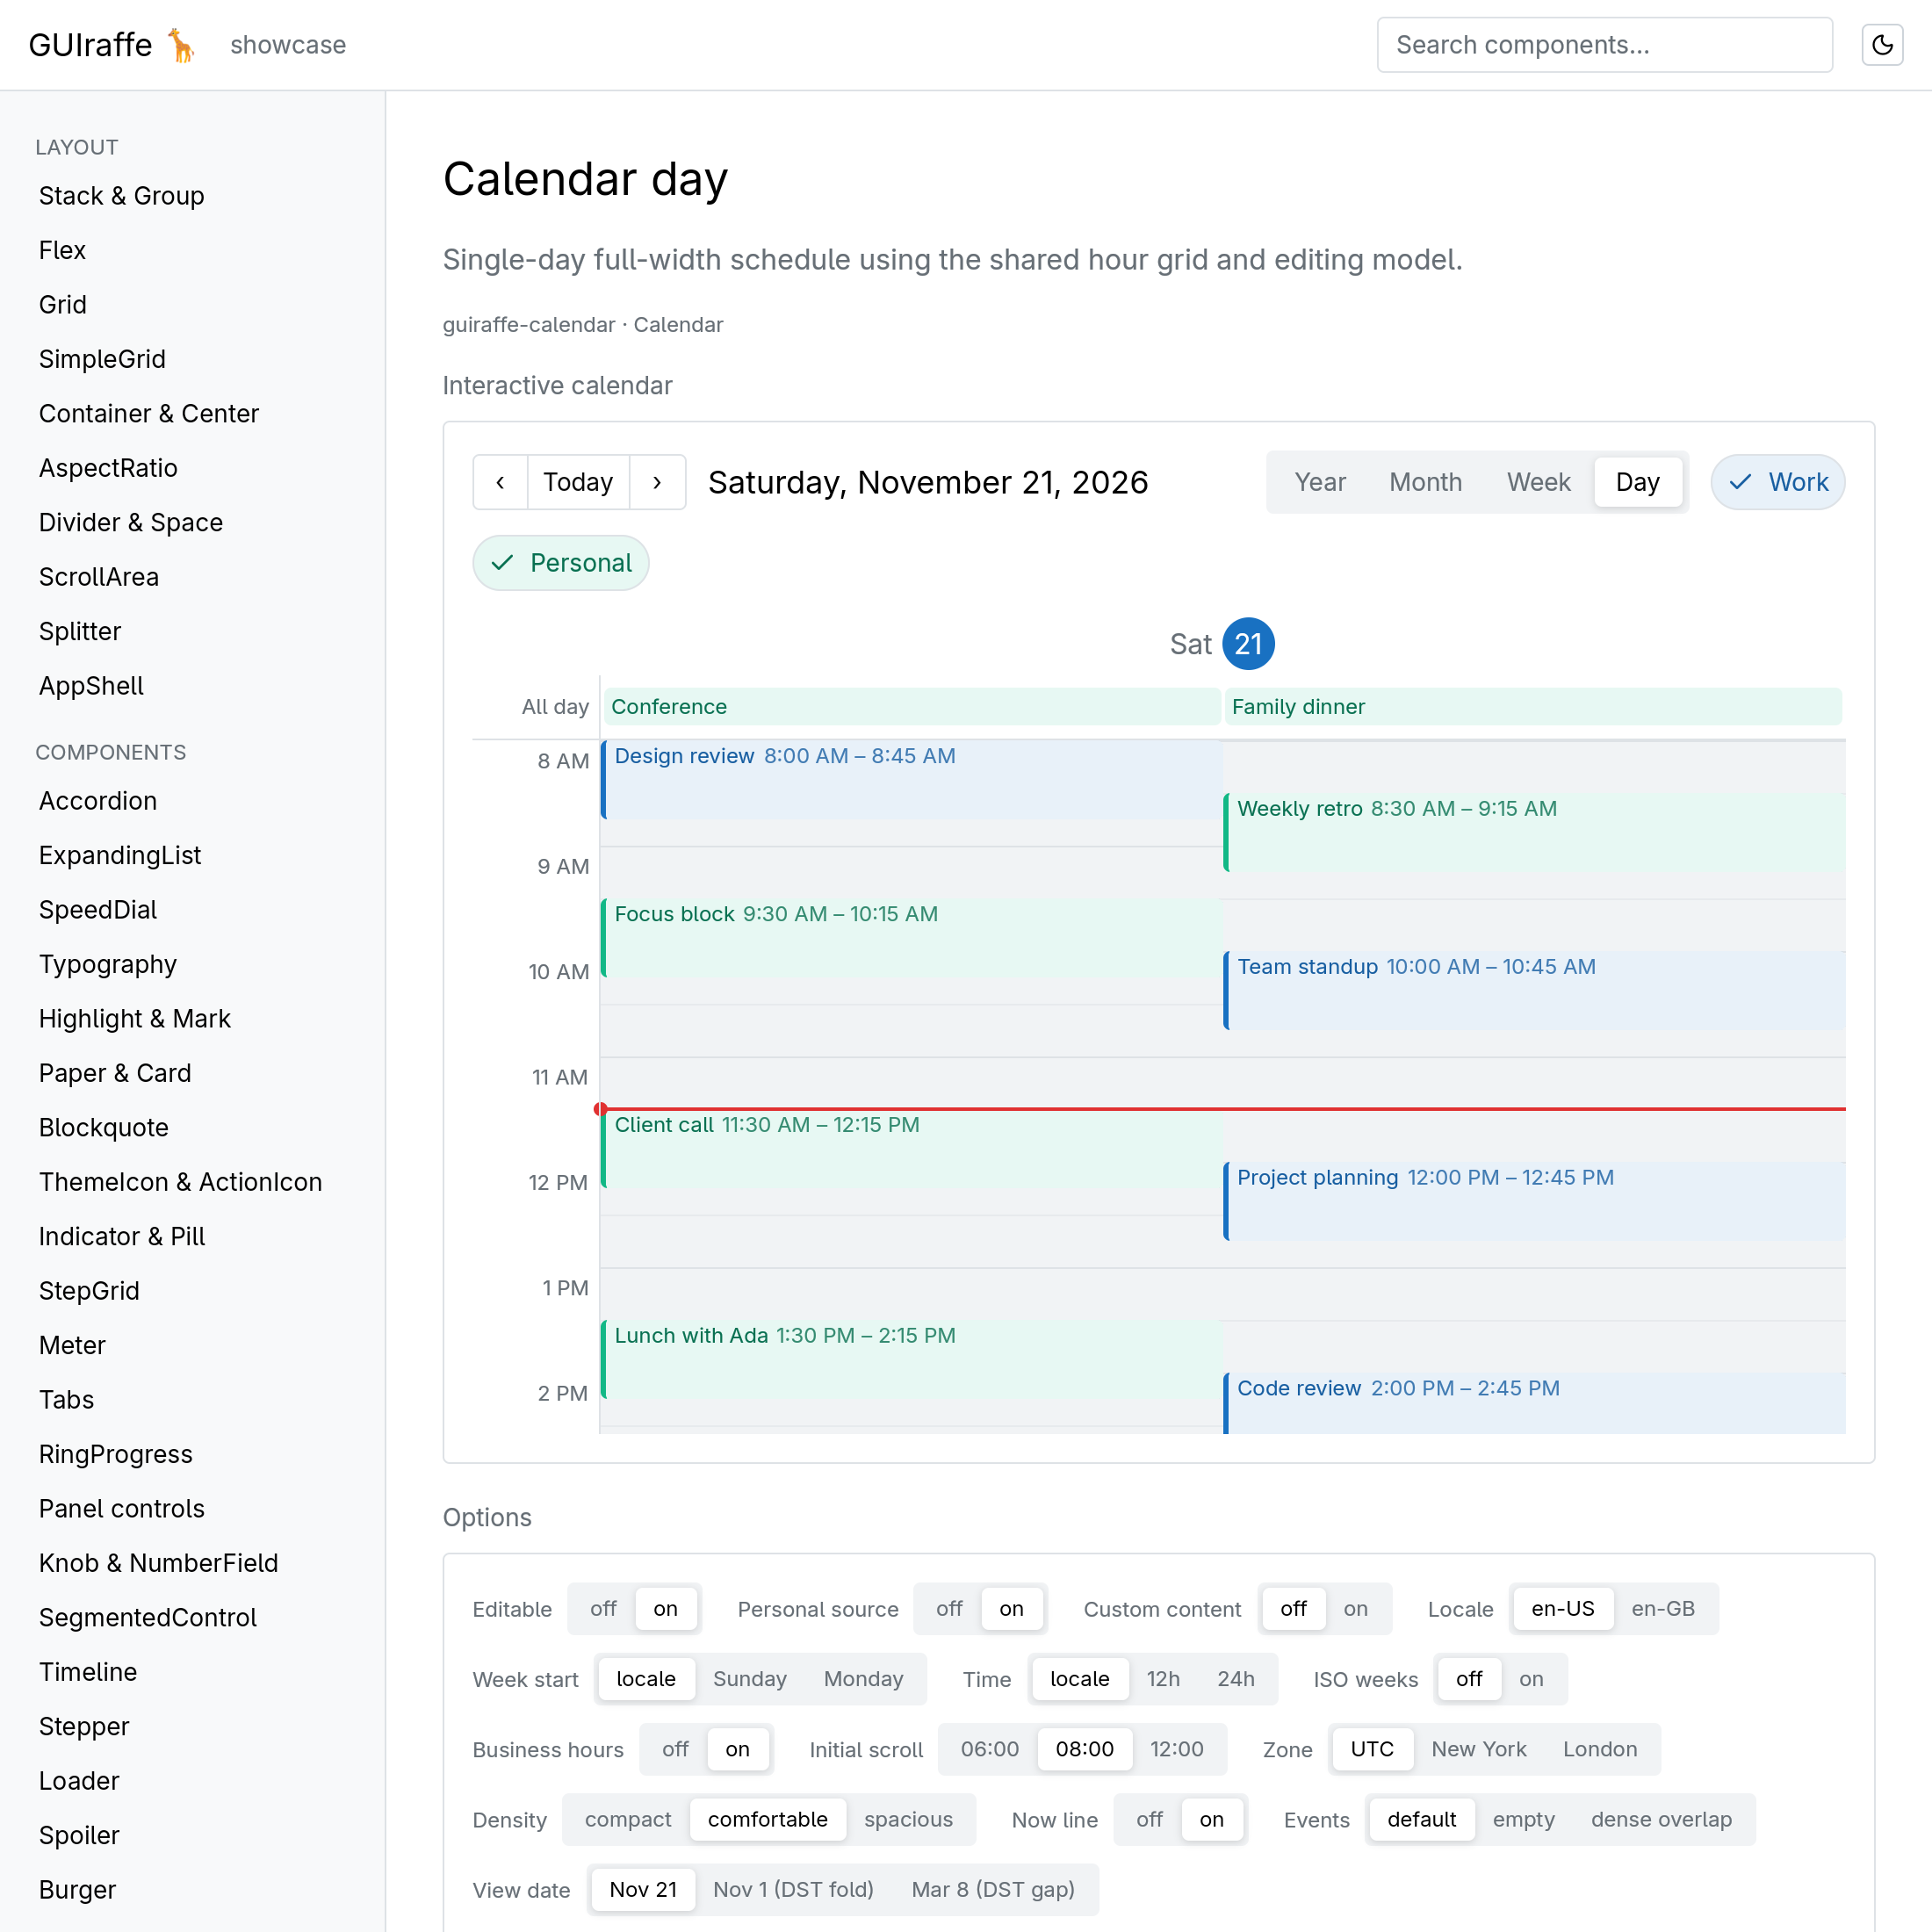 GUIraffe 🦒 showcase
Search components...
LAYOUT
Stack & Group
Flex
Grid
SimpleGrid
Container & Center
AspectRatio
Divider & Space
ScrollArea
Splitter
AppShell
COMPONENTS
Accordion
ExpandingList
SpeedDial
Typography
Highlight & Mark
Paper & Card
Blockquote
ThemeIcon & ActionIcon
Indicator & Pill
StepGrid
Meter
Tabs
RingProgress
Panel controls
Knob & NumberField
SegmentedControl
Timeline
Stepper
Loader
Spoiler
Burger
Calendar day
Single-day full-width schedule using the shared hour grid and editing model.
guiraffe-calendar · Calendar
Interactive calendar
‹ Today › Saturday, November 21, 2026 Year Month Week Day Work
Personal
Sat 21
All day Conference Family dinner
8 AM Design review 8:00 AM – 8:45 AM
Weekly retro 8:30 AM – 9:15 AM
9 AM
Focus block 9:30 AM – 10:15 AM
10 AM Team standup 10:00 AM – 10:45 AM
11 AM
Client call 11:30 AM – 12:15 PM
12 PM Project planning 12:00 PM – 12:45 PM
1 PM
Lunch with Ada 1:30 PM – 2:15 PM
2 PM Code review 2:00 PM – 2:45 PM
Options
Editable off on Personal source off on Custom content off on Locale en-US en-GB
Week start locale Sunday Monday Time locale 12h 24h ISO weeks off on
Business hours off on Initial scroll 06:00 08:00 12:00 Zone UTC New York London
Density compact comfortable spacious Now line off on Events default empty dense overlap
View date Nov 21 Nov 1 (DST fold) Mar 8 (DST gap)